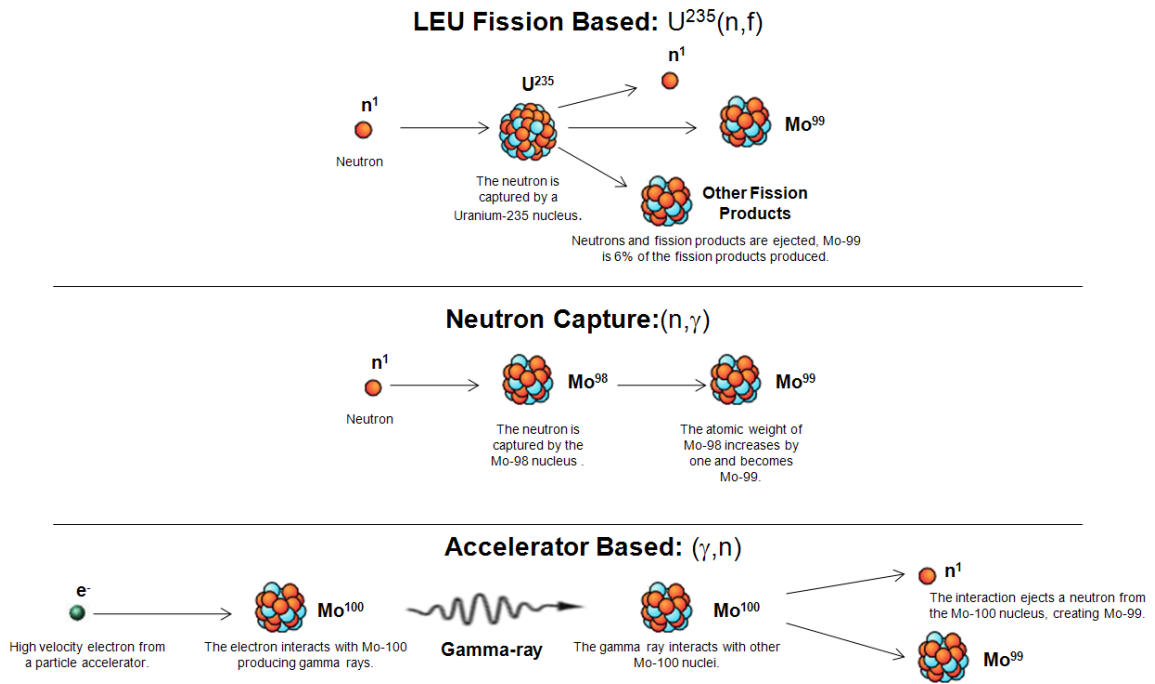 LEU Fission Based: U²³⁵(n,f)
n¹
U²³⁵
n¹
Mo⁹⁹
Neutron
The neutron is
captured by a
Uranium-235 nucleus.
Other Fission
Products
Neutrons and fission products are ejected, Mo-99
is 6% of the fission products produced.
Neutron Capture:(n,γ)
n¹
Mo⁹⁸
Mo⁹⁹
Neutron
The neutron is
captured by the
Mo-98 nucleus .
The atomic weight of
Mo-98 increases by
one and becomes
Mo-99.
Accelerator Based: (γ,n)
e⁻
Mo¹⁰⁰
Gamma-ray
Mo¹⁰⁰
n¹
The interaction ejects a neutron from
the Mo-100 nucleus, creating Mo-99.
High velocity electron from
a particle accelerator.
The electron interacts with Mo-100
producing gamma rays.
The gamma ray interacts with other
Mo-100 nuclei.
Mo⁹⁹